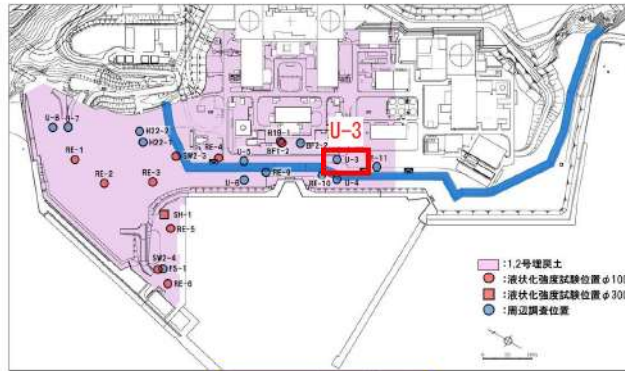 U-3
U-8
-7
H22-2
H22-7
RE-1
SW2-3
RE-4
H19-1
BF1-2
BF2-2
U-5
U-3
-11
RE-2
RE-3
U-6
RE-9
RE-10
U-4
SH-1
RE-5
SW2-4
FS-1
RE-6
:1,2号埋戻土
:液状化強度試験位置φ100
:液状化強度試験位置φ300
:周辺調査位置